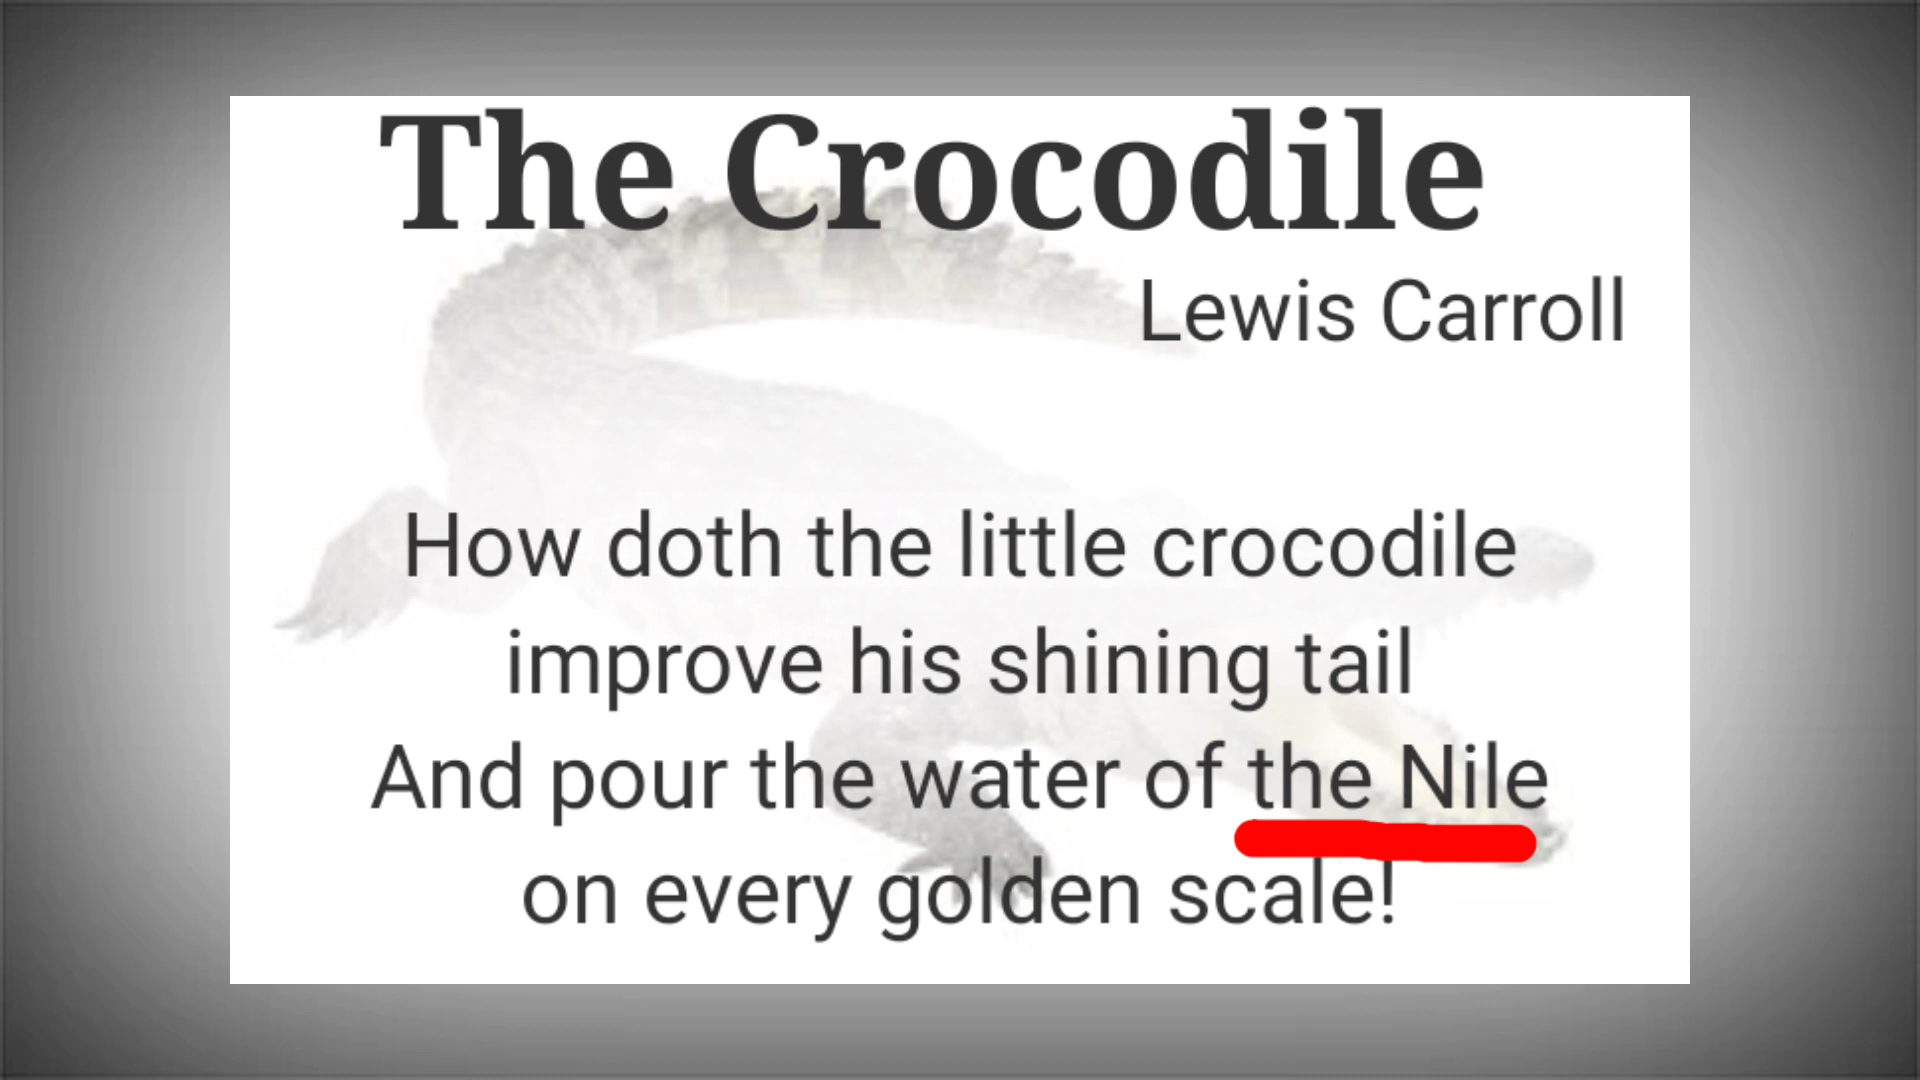 The Crocodile
Lewis Carroll
How doth the little crocodile
improve his shining tail
And pour the water of the Nile
on every golden scale!